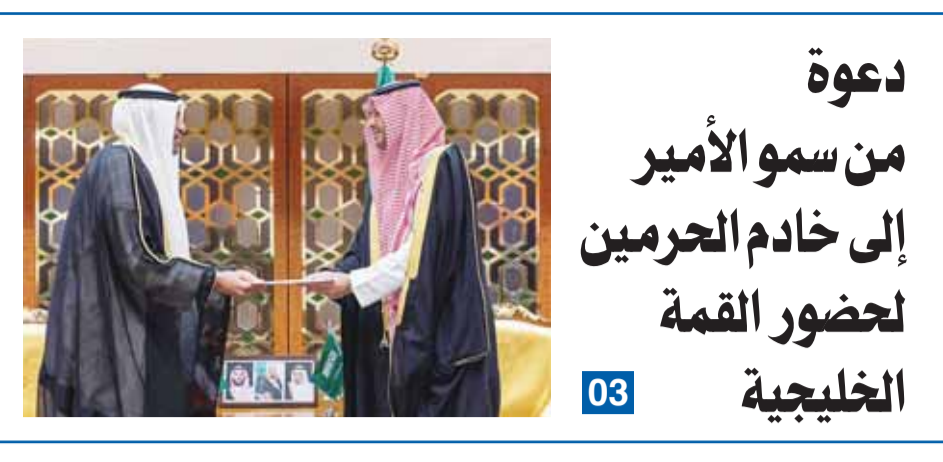 دعوة
من سمو الأمير
إلى خادم الحرمين
لحضور القمة
الخليجية
03